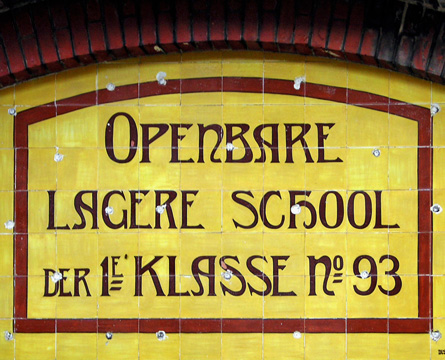 OPENBARE
LAGERE SCHOOL
DER 1E KLASSE No 93